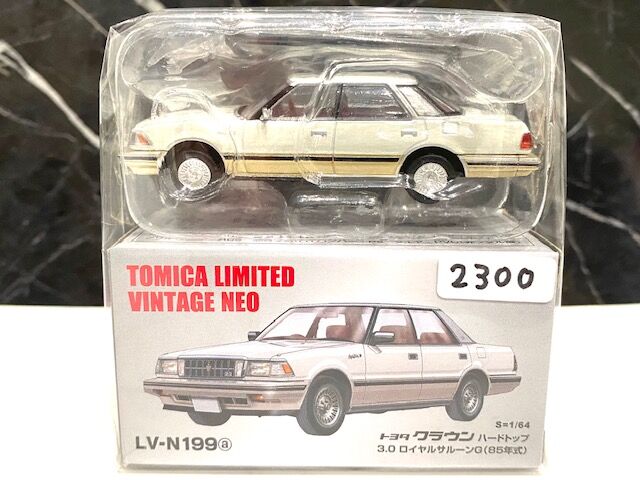 TOMICA LIMITED
VINTAGE NEO
2300
S=1/64
LV-N199ⓐ
トヨタ クラウン ハードトップ
3.0 ロイヤルサルーンG(85年式)